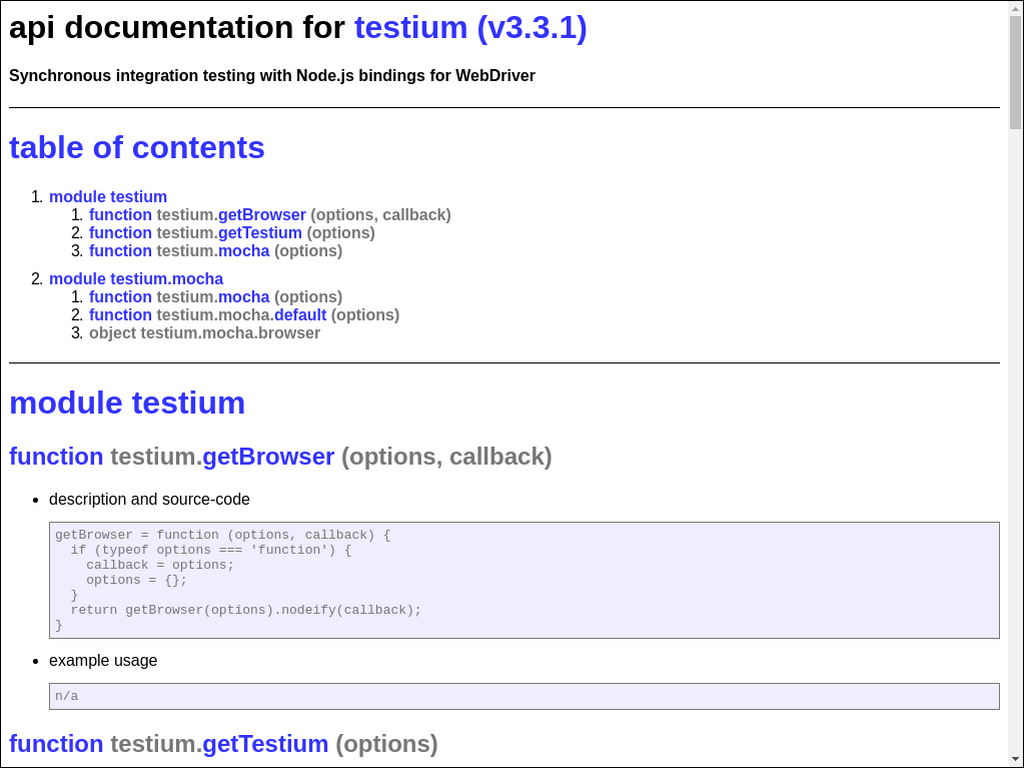 api documentation for testium (v3.3.1)
Synchronous integration testing with Node.js bindings for WebDriver
table of contents
1. module testium
1. function testium.getBrowser (options, callback)
2. function testium.getTestium (options)
3. function testium.mocha (options)
2. module testium.mocha
1. function testium.mocha (options)
2. function testium.mocha.default (options)
3. object testium.mocha.browser
module testium
function testium.getBrowser (options, callback)
• description and source-code
getBrowser = function (options, callback) {
  if (typeof options === 'function') {
    callback = options;
    options = {};
  }
  return getBrowser(options).nodeify(callback);
}
• example usage
n/a
function testium.getTestium (options)